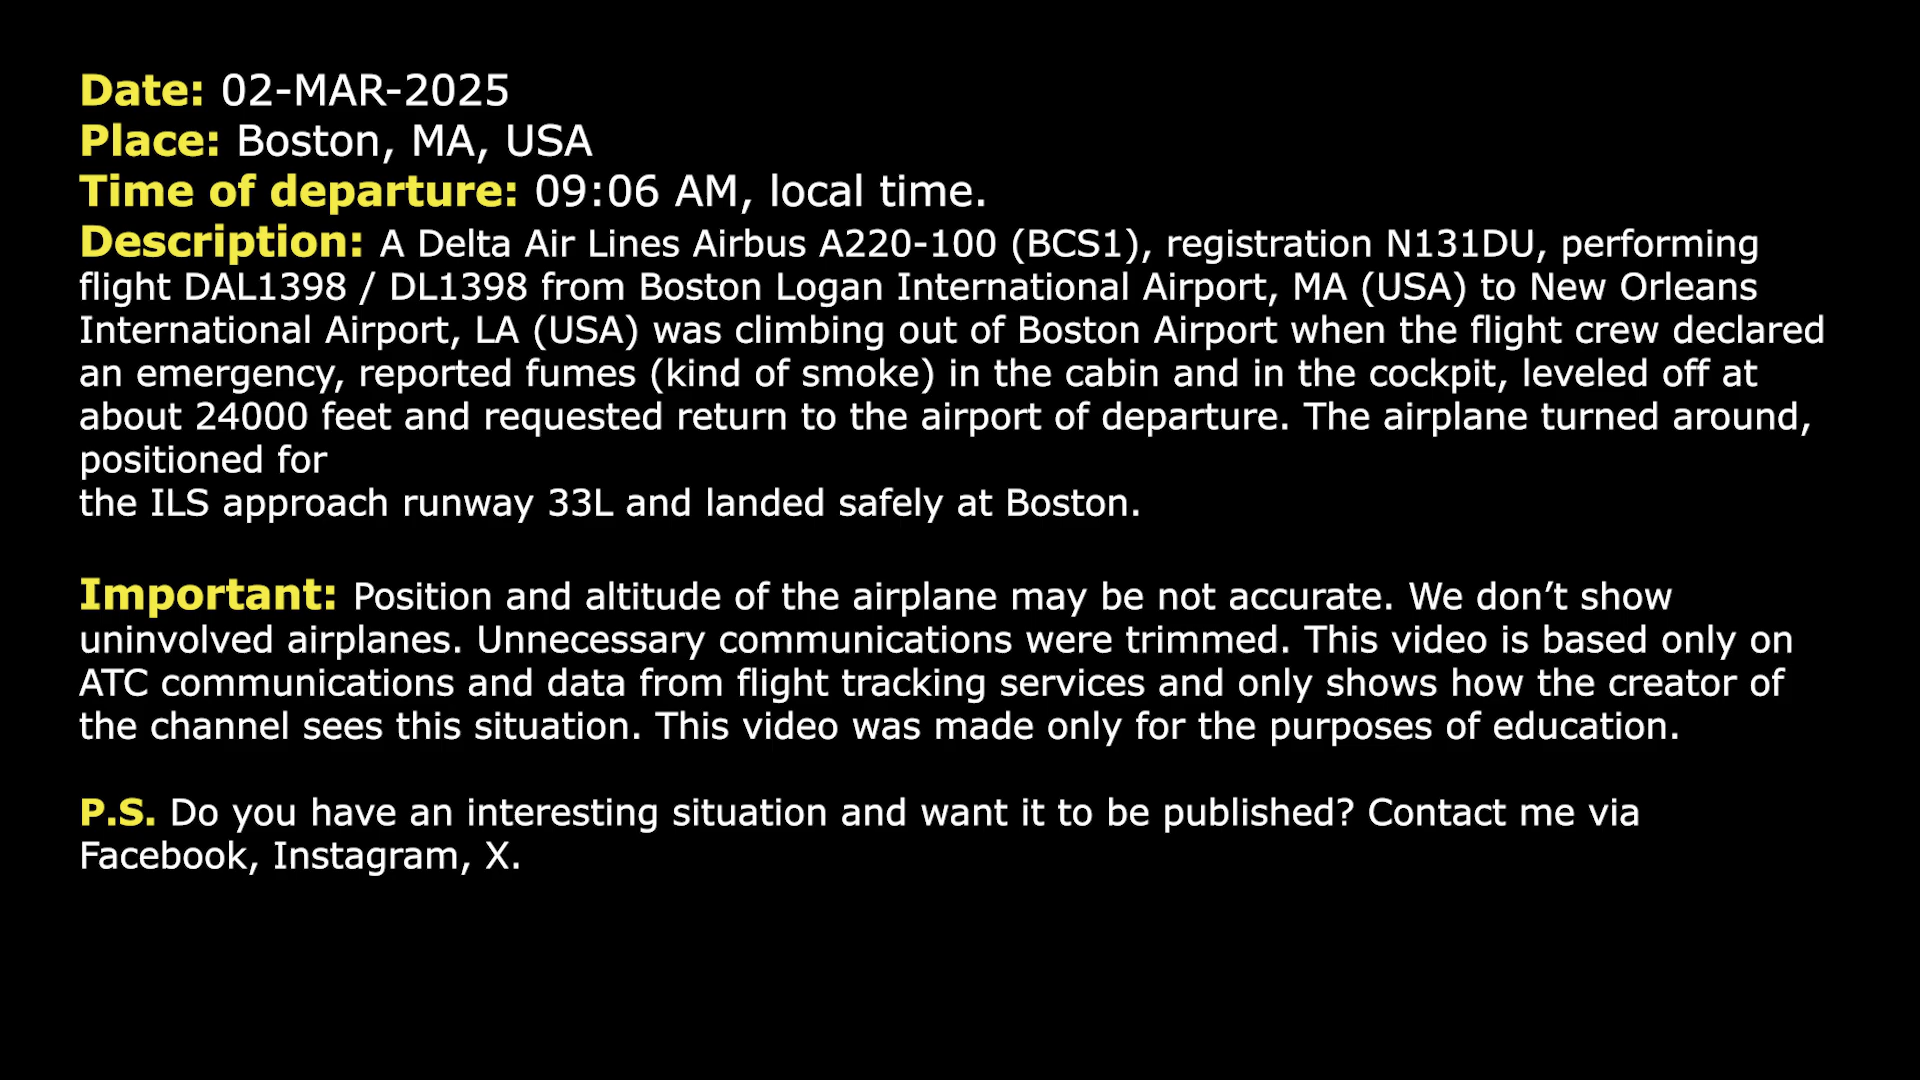 Date: 02-MAR-2025
Place: Boston, MA, USA
Time of departure: 09:06 AM, local time.
Description: A Delta Air Lines Airbus A220-100 (BCS1), registration N131DU, performing
flight DAL1398 / DL1398 from Boston Logan International Airport, MA (USA) to New Orleans
International Airport, LA (USA) was climbing out of Boston Airport when the flight crew declared
an emergency, reported fumes (kind of smoke) in the cabin and in the cockpit, leveled off at
about 24000 feet and requested return to the airport of departure. The airplane turned around,
positioned for
the ILS approach runway 33L and landed safely at Boston.
Important: Position and altitude of the airplane may be not accurate. We don’t show
uninvolved airplanes. Unnecessary communications were trimmed. This video is based only on
ATC communications and data from flight tracking services and only shows how the creator of
the channel sees this situation. This video was made only for the purposes of education.
P.S. Do you have an interesting situation and want it to be published? Contact me via
Facebook, Instagram, X.